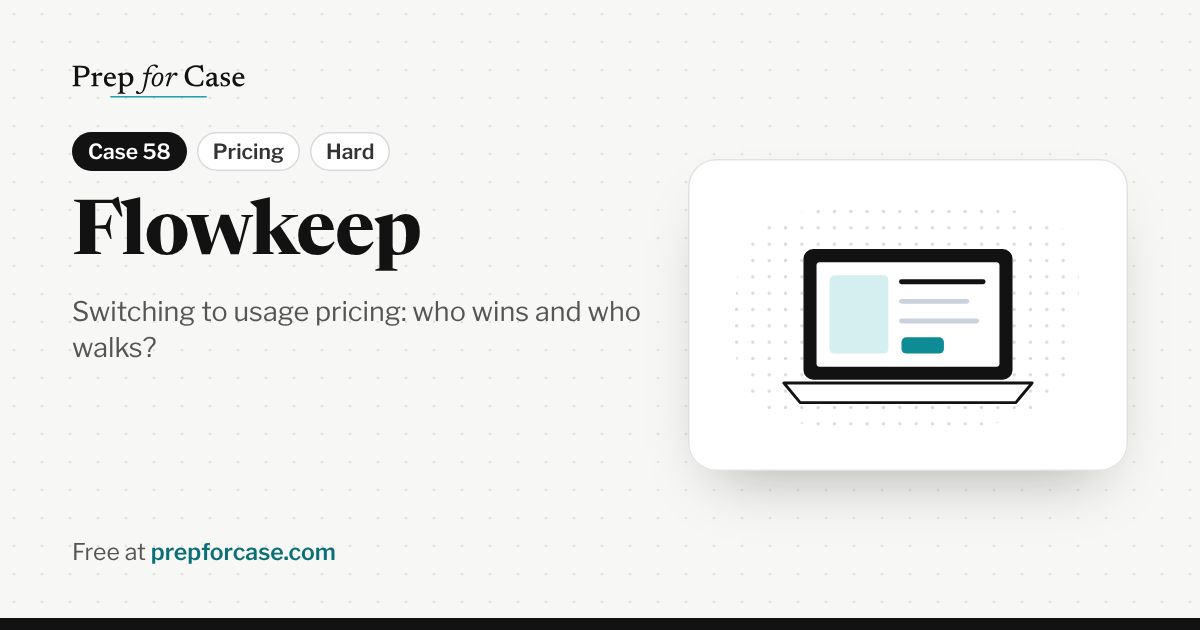 Prep for Case
Case 58 Pricing Hard
Flowkeep
Switching to usage pricing: who wins and who
walks?
Free at prepforcase.com